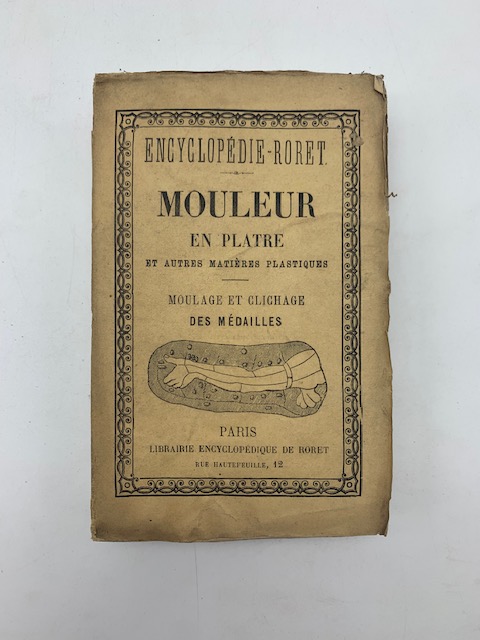 ENCYCLOPÉDIE-RORET.
MOULEUR
EN PLATRE
ET AUTRES MATIÈRES PLASTIQUES
MOULAGE ET CLICHAGE
DES MÉDAILLES
PARIS
LIBRAIRIE ENCYCLOPÉDIQUE DE RORET
RUE HAUTEFEUILLE, 12